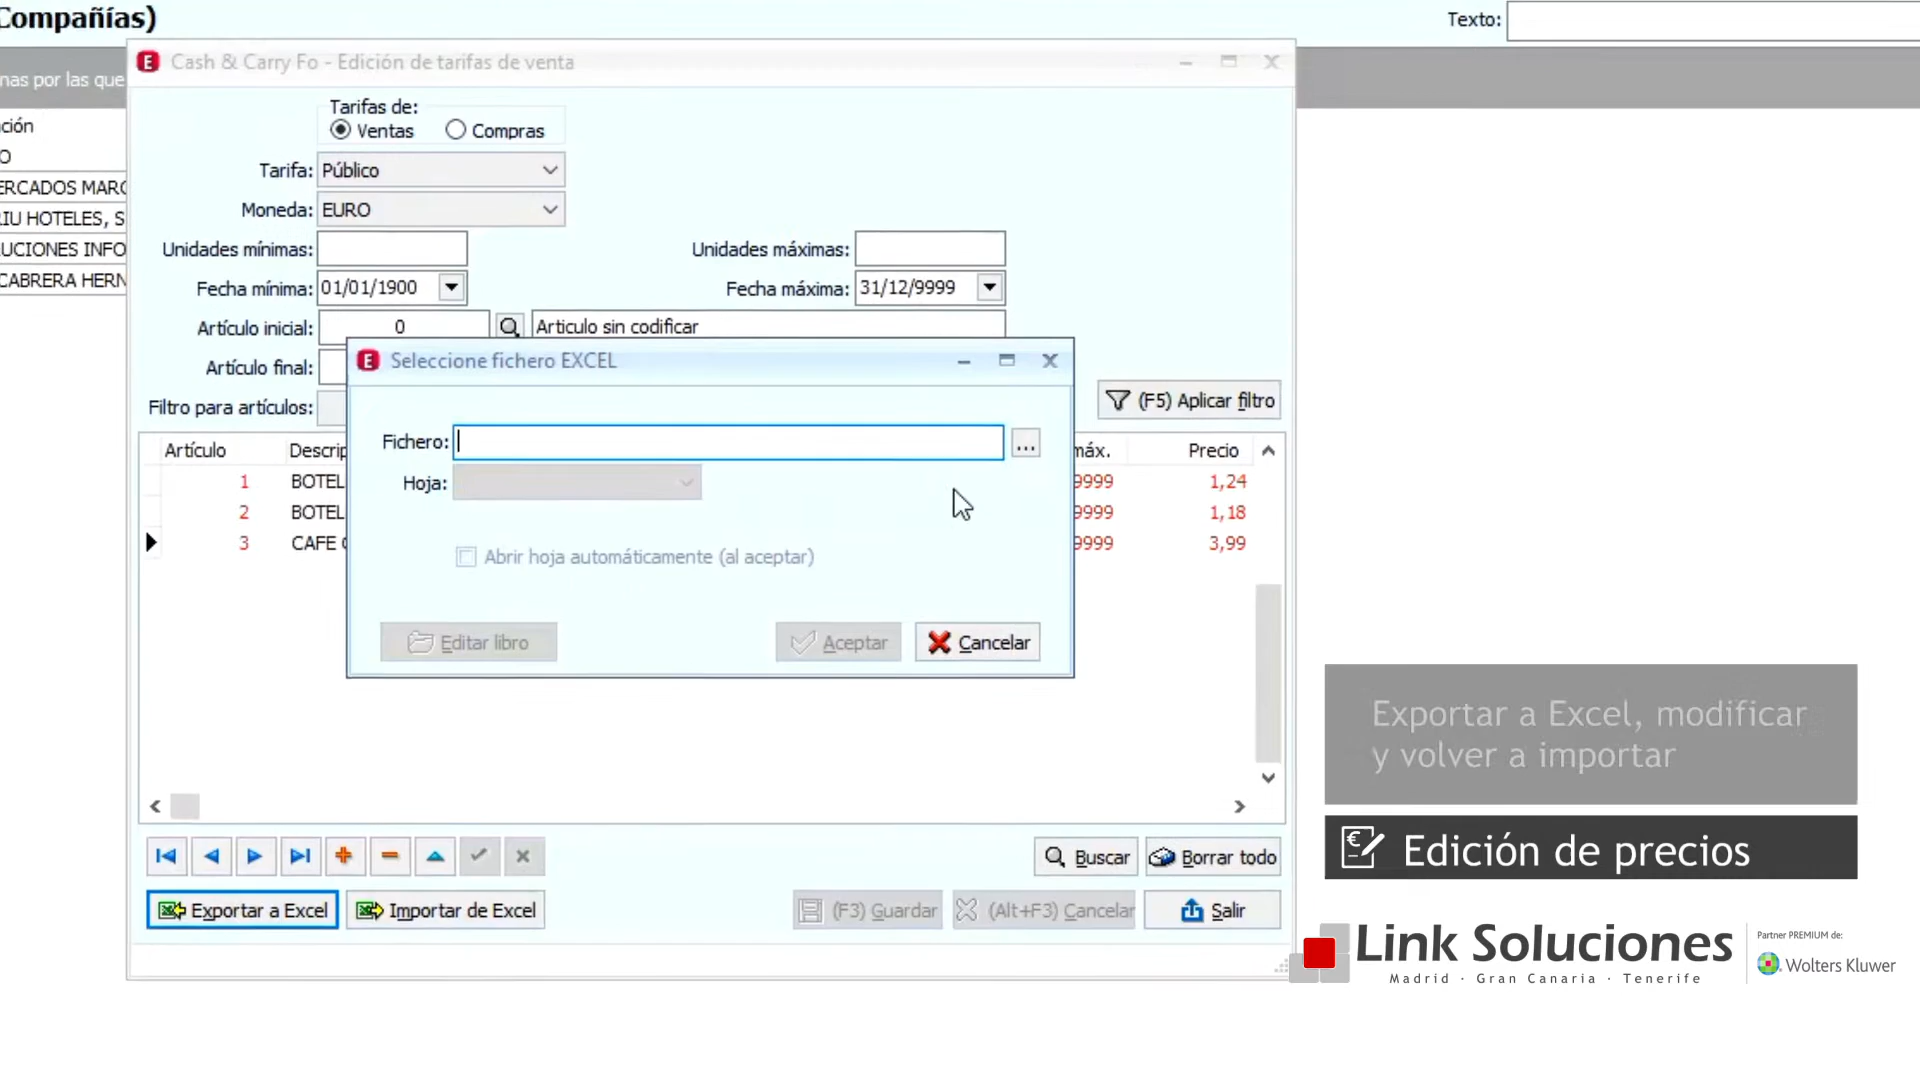 Compañías)
Texto:
nas por las que
ción
O
ERCADOS MARC
RIU HOTELES, S
UCIONES INFO
CABRERA HERN
Cash & Carry Fo - Edición de tarifas de venta
Tarifas de:
Ventas Compras
Tarifa: Público
Moneda: EURO
Unidades mínimas: Unidades máximas:
Fecha mínima: 01/01/1900 Fecha máxima: 31/12/9999
Artículo inicial: 0 Articulo sin codificar
Artículo final:
Filtro para artículos:
(F5) Aplicar filtro
Artículo Descrip máx. Precio
1 BOTEL 9999 1,24
2 BOTEL 9999 1,18
3 CAFE 9999 3,99
Seleccione fichero EXCEL
Fichero: ...
Hoja:
Abrir hoja automáticamente (al aceptar)
Editar libro Aceptar Cancelar
Buscar Borrar todo
Exportar a Excel Importar de Excel (F3) Guardar (Alt+F3) Cancelar Salir
Exportar a Excel, modificar
y volver a importar
Edición de precios
Link Soluciones
Madrid · Gran Canaria · Tenerife
Partner PREMIUM de:
Wolters Kluwer